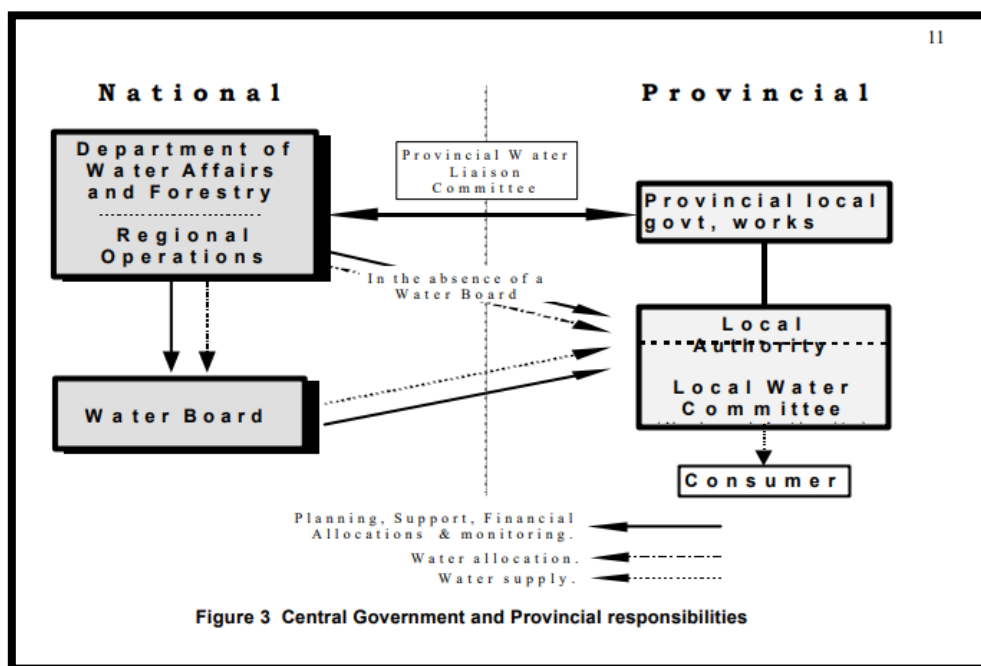 11
National
Provincial
Department of
Water Affairs
and Forestry
Regional
Operations
Provincial Water
Liaison
Committee
Provincial local
govt, works
In the absence of a
Water Board
Local
Authority
Local Water
Committee
Water Board
Consumer
Planning, Support, Financial
Allocations & monitoring.
Water allocation.
Water supply.
Figure 3 Central Government and Provincial responsibilities